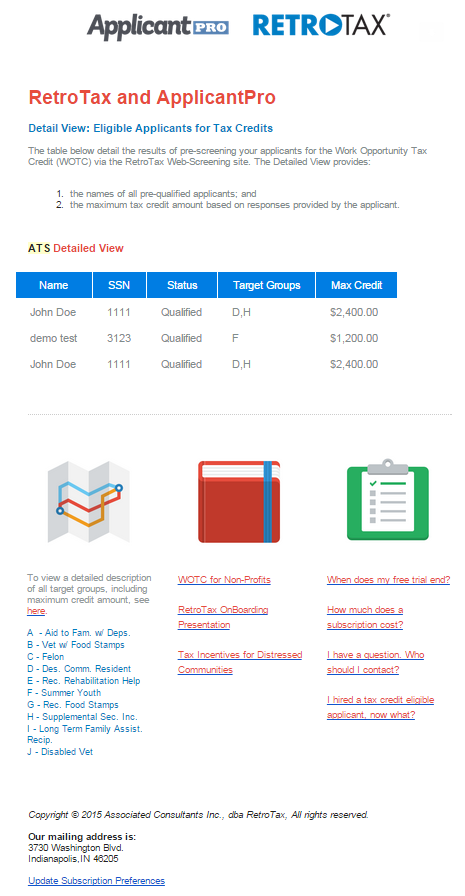 Applicant PRO RETROTAX®
RetroTax and ApplicantPro
Detail View: Eligible Applicants for Tax Credits
The table below detail the results of pre-screening your applicants for the Work Opportunity Tax
Credit (WOTC) via the RetroTax Web-Screening site. The Detailed View provides:
1. the names of all pre-qualified applicants; and
2. the maximum tax credit amount based on responses provided by the applicant.
ATS Detailed View
Name SSN Status Target Groups Max Credit
John Doe 1111 Qualified D,H $2,400.00
demo test 3123 Qualified F $1,200.00
John Doe 1111 Qualified D,H $2,400.00
To view a detailed description
of all target groups, including
maximum credit amount, see
here.
A - Aid to Fam. w/ Deps.
B - Vet w/ Food Stamps
C - Felon
D - Des. Comm. Resident
E - Rec. Rehabilitation Help
F - Summer Youth
G - Rec. Food Stamps
H - Supplemental Sec. Inc.
I - Long Term Family Assist.
Recip.
J - Disabled Vet
WOTC for Non-Profits
RetroTax OnBoarding
Presentation
Tax Incentives for Distressed
Communities
When does my free trial end?
How much does a
subscription cost?
I have a question. Who
should I contact?
I hired a tax credit eligible
applicant, now what?
Copyright © 2015 Associated Consultants Inc., dba RetroTax, All rights reserved.
Our mailing address is:
3730 Washington Blvd.
Indianapolis,IN 46205
Update Subscription Preferences